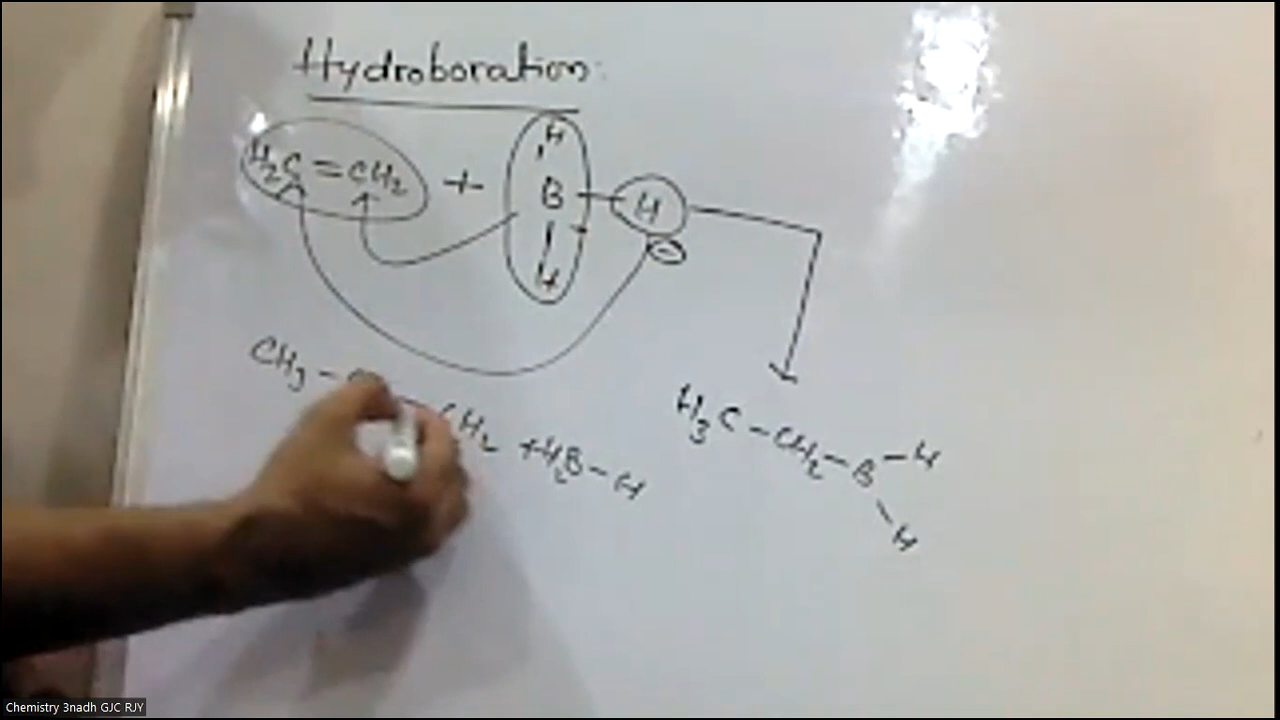 Hydroboration:
H
H₂C = CH₂ + B – H
H
⊖
CH₃ – CH₂ + H₂B – H
H₃C – CH₂ – B – H
H
Chemistry 3nadh GJC RJY